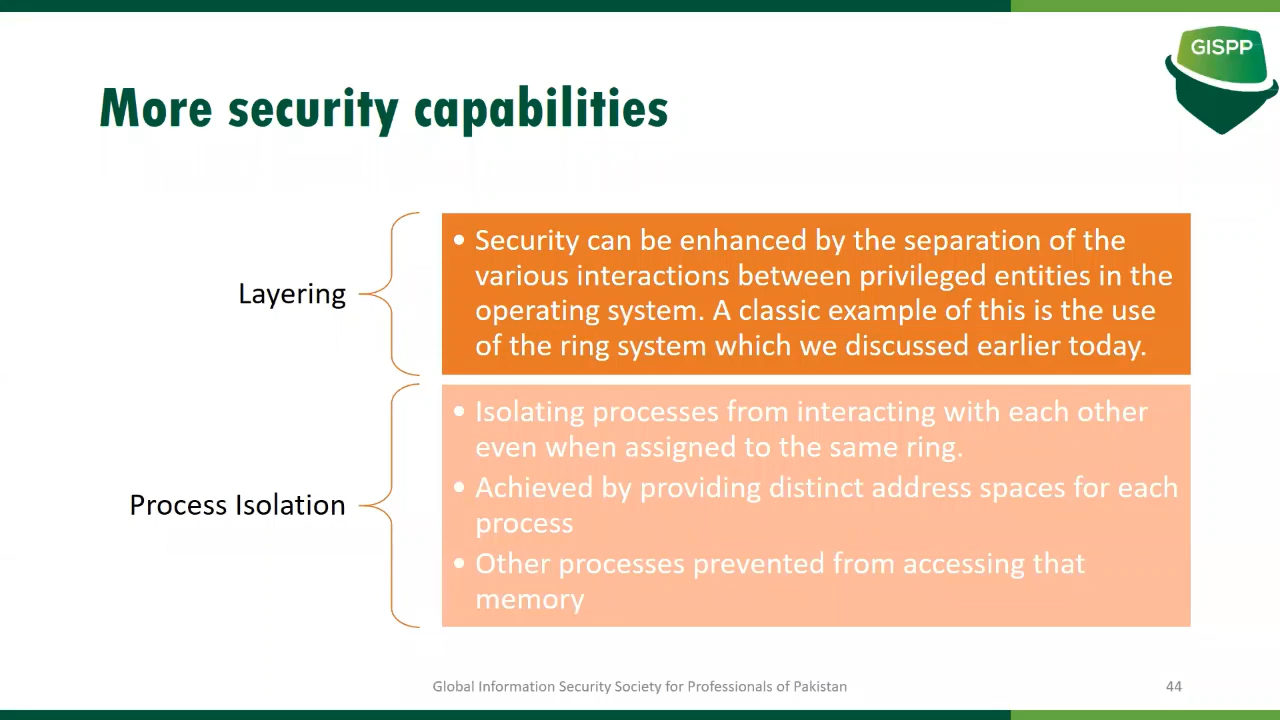 GISPP
More security capabilities
Layering
• Security can be enhanced by the separation of the
various interactions between privileged entities in the
operating system. A classic example of this is the use
of the ring system which we discussed earlier today.
Process Isolation
• Isolating processes from interacting with each other
even when assigned to the same ring.
• Achieved by providing distinct address spaces for each
process
• Other processes prevented from accessing that
memory
Global Information Security Society for Professionals of Pakistan
44